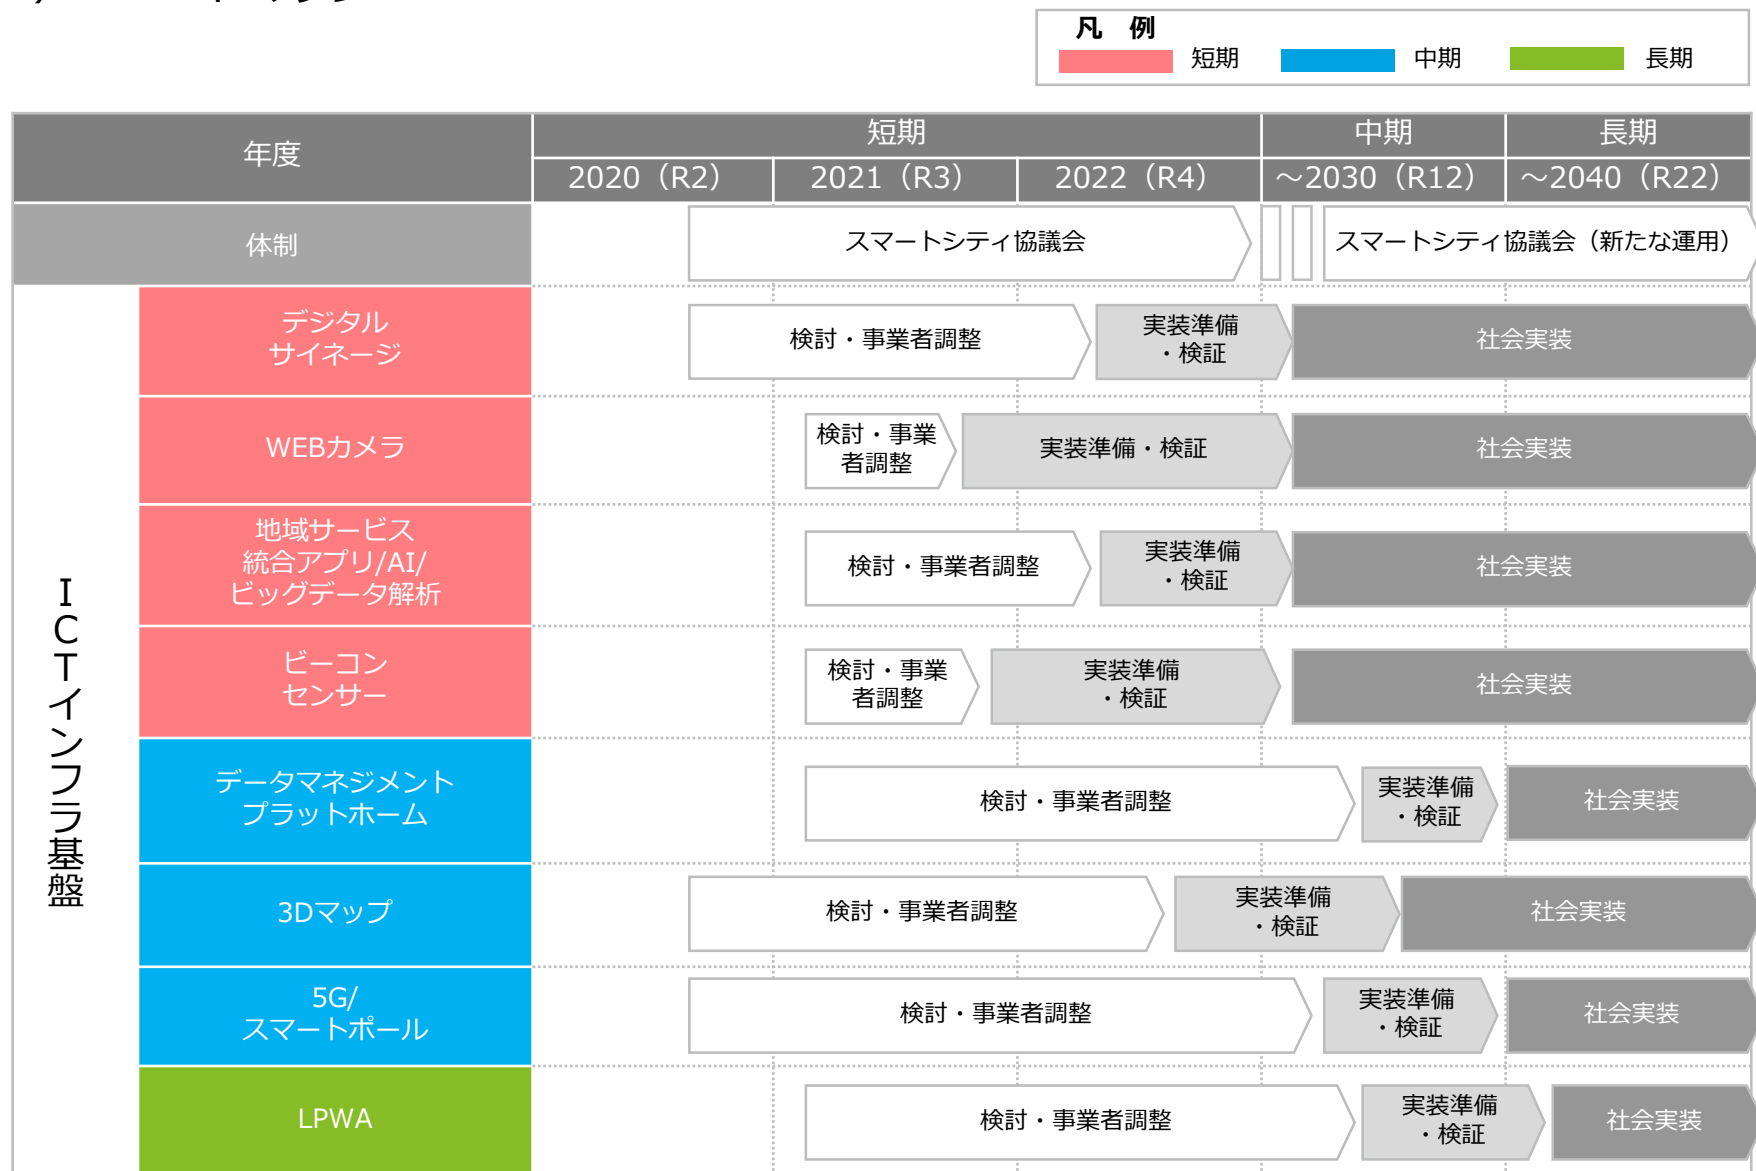 凡 例
短期
中期
長期
年度
短期
中期
長期
2020（R2）
2021（R3）
2022（R4）
～2030（R12）
～2040（R22）
体制
スマートシティ協議会
スマートシティ協議会（新たな運用）
ICTインフラ基盤
デジタル
サイネージ
検討・事業者調整
実装準備
・検証
社会実装
WEBカメラ
検討・事業
者調整
実装準備・検証
社会実装
地域サービス
統合アプリ/AI/
ビッグデータ解析
検討・事業者調整
実装準備
・検証
社会実装
ビーコン
センサー
検討・事業
者調整
実装準備
・検証
社会実装
データマネジメント
プラットホーム
検討・事業者調整
実装準備
・検証
社会実装
3Dマップ
検討・事業者調整
実装準備
・検証
社会実装
5G/
スマートポール
検討・事業者調整
実装準備
・検証
社会実装
LPWA
検討・事業者調整
実装準備
・検証
社会実装